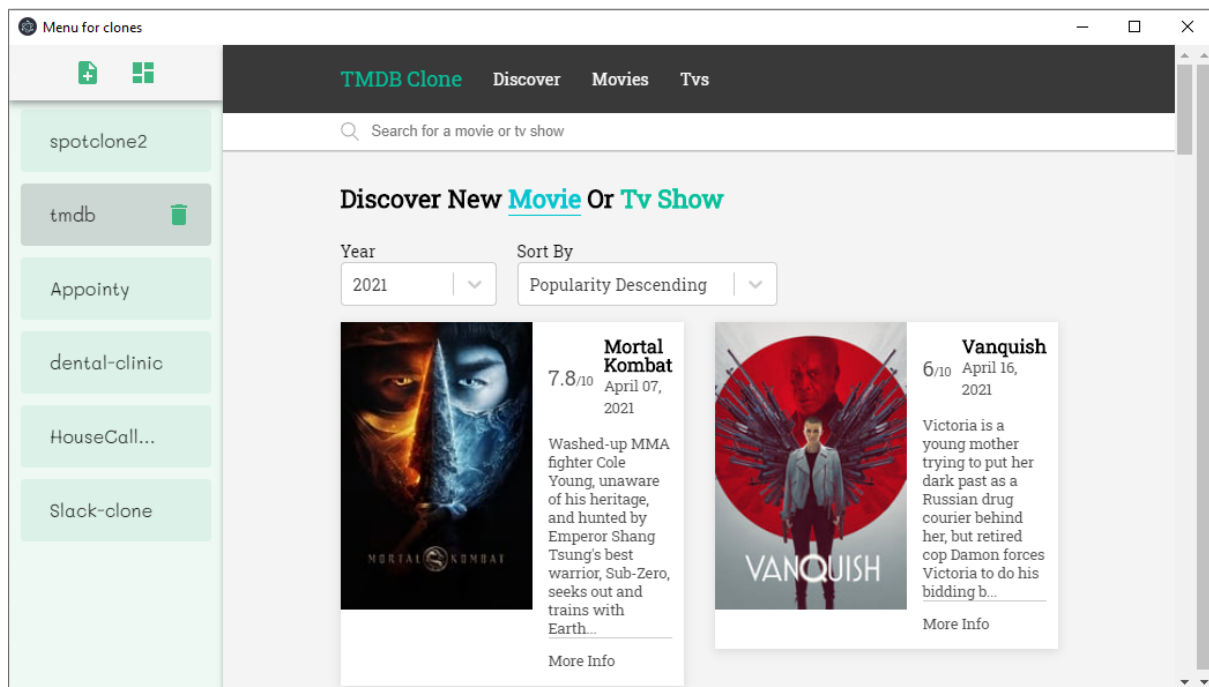 Menu for clones
spotclone2
tmdb
Appointy
dental-clinic
HouseCall...
Slack-clone
TMDB Clone Discover Movies Tvs
Search for a movie or tv show
Discover New Movie Or Tv Show
Year
2021
Sort By
Popularity Descending
MORTAL KOMBAT
7.8/10
Mortal
Kombat
April 07,
2021
Washed-up MMA
fighter Cole
Young, unaware
of his heritage,
and hunted by
Emperor Shang
Tsung's best
warrior, Sub-Zero,
seeks out and
trains with
Earth...
More Info
VANQUISH
6/10
Vanquish
April 16,
2021
Victoria is a
young mother
trying to put her
dark past as a
Russian drug
courier behind
her, but retired
cop Damon forces
Victoria to do his
bidding b...
More Info